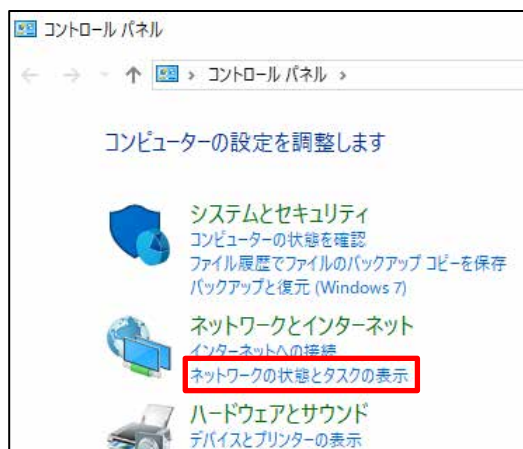 コントロール パネル
コントロール パネル
コンピューターの設定を調整します
システムとセキュリティ
コンピューターの状態を確認
ファイル履歴でファイルのバックアップ コピーを保存
バックアップと復元 (Windows 7)
ネットワークとインターネット
インターネットへの接続
ネットワークの状態とタスクの表示
ハードウェアとサウンド
デバイスとプリンターの表示